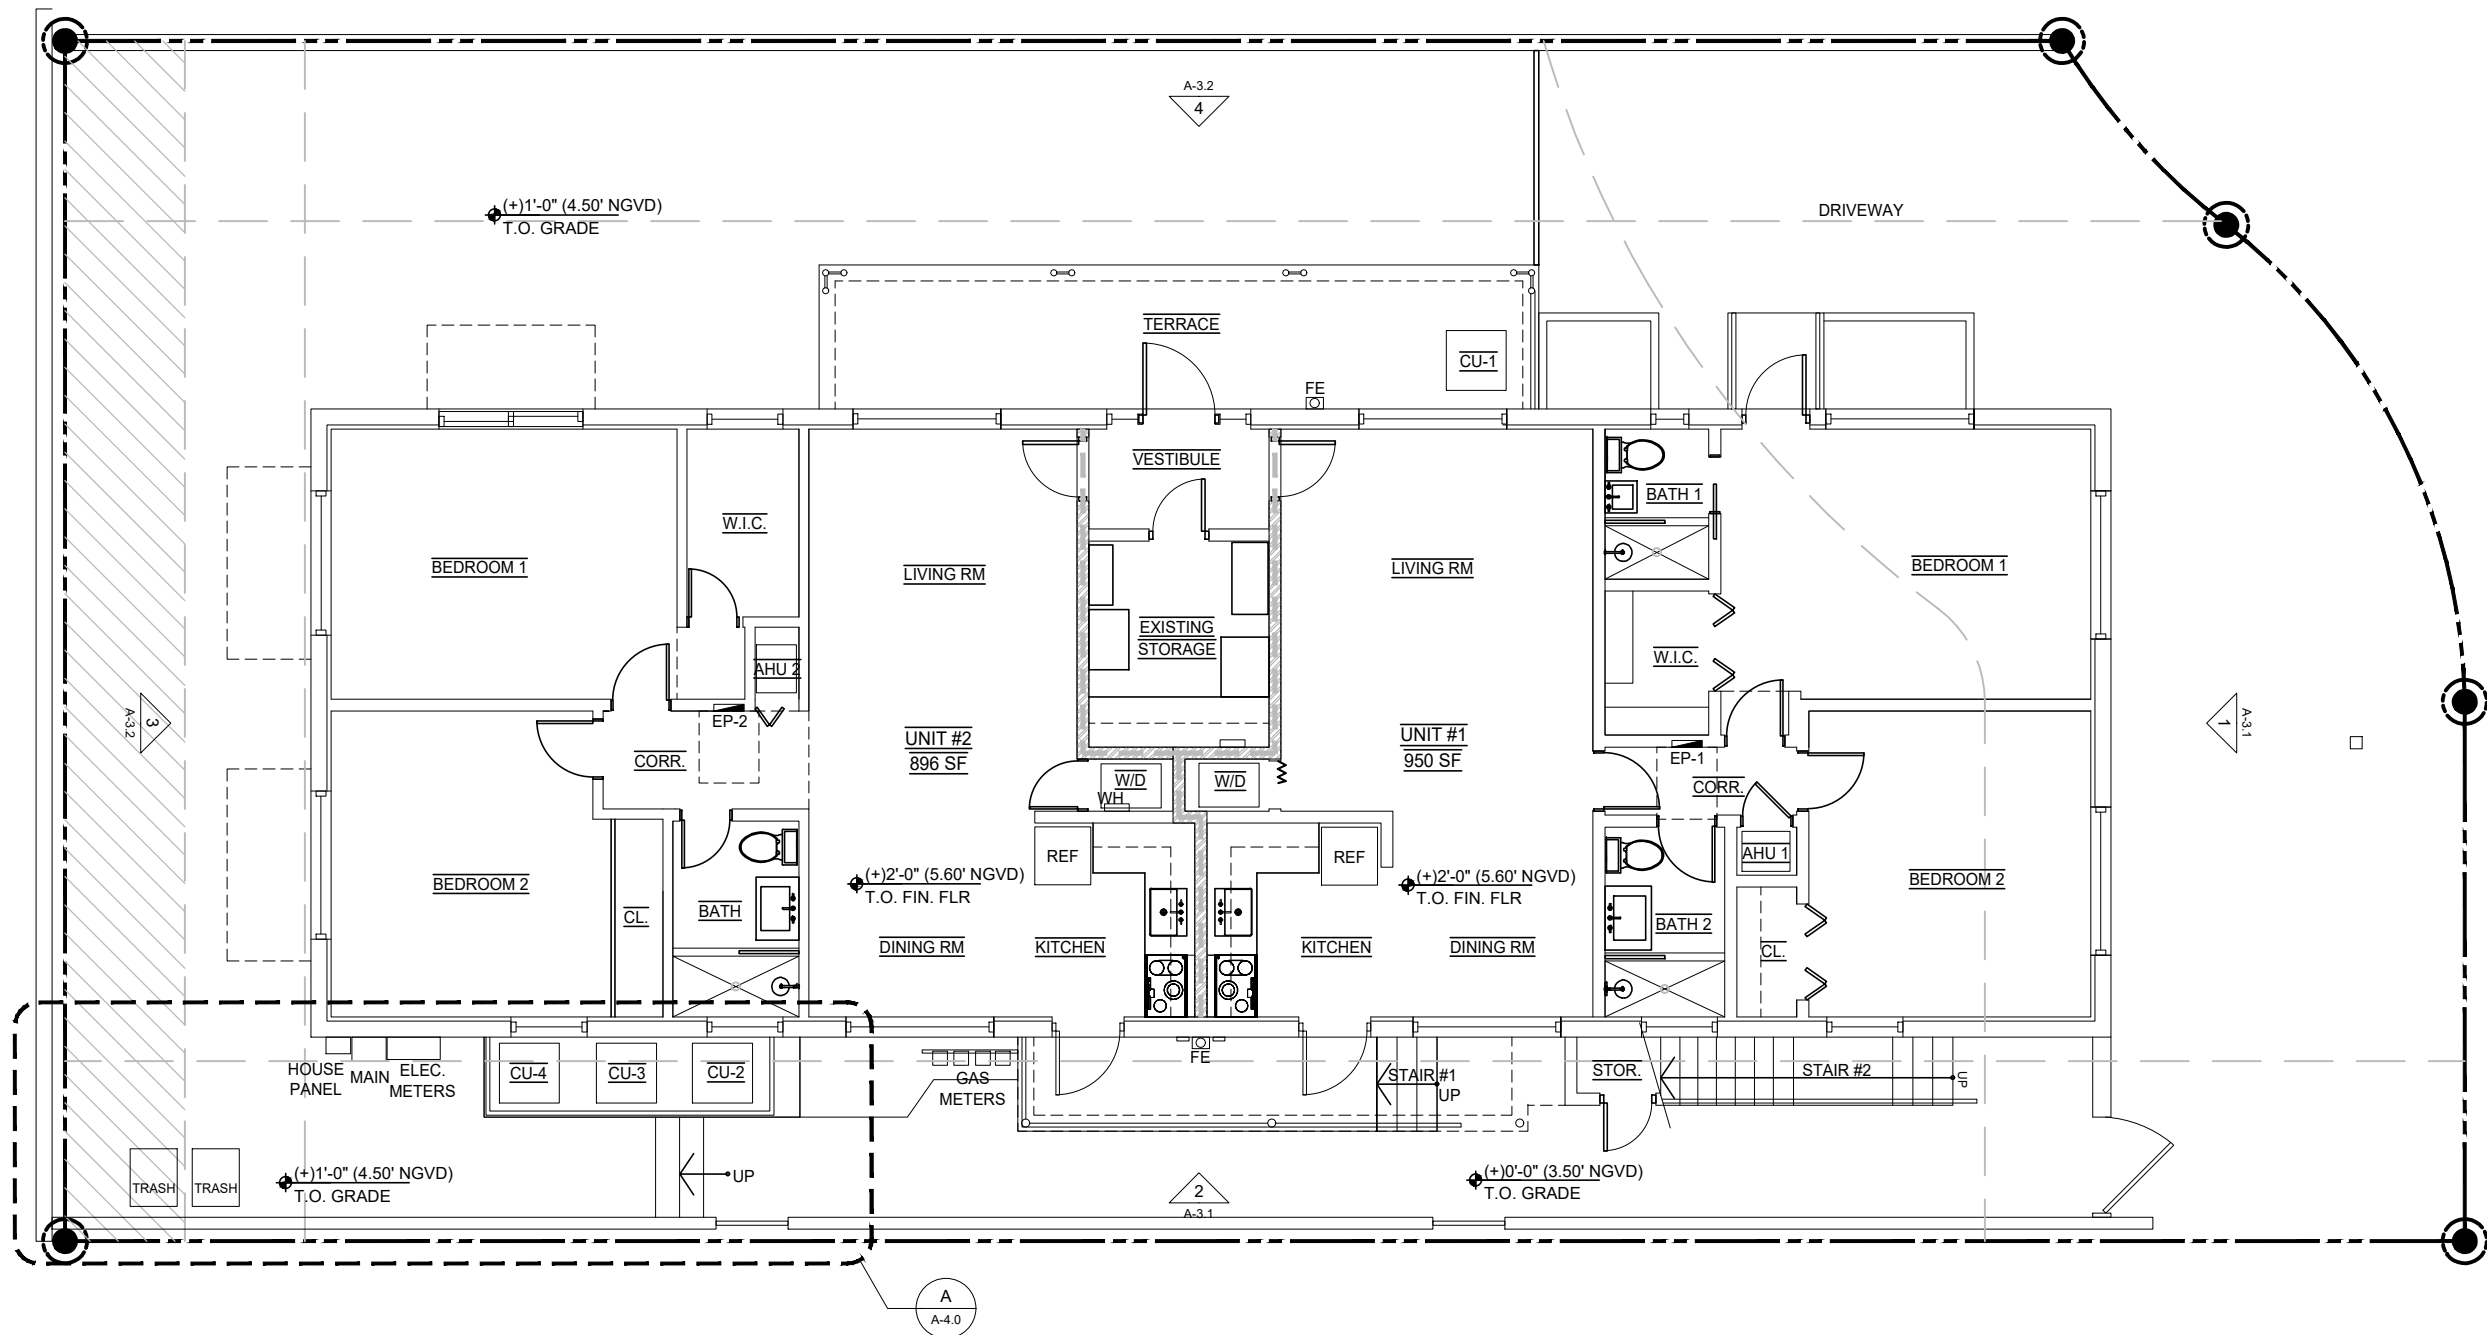 A-3.2
4
(+)1'-0" (4.50' NGVD)
T.O. GRADE
DRIVEWAY
TERRACE
CU-1
FE
VESTIBULE
BATH 1
W.I.C.
BEDROOM 1
LIVING RM
LIVING RM
BEDROOM 1
EXISTING
STORAGE
W.I.C.
AHU 2
EP-2
3
A-3.2
1
A-3.1
UNIT #2
896 SF
UNIT #1
950 SF
CORR.
W/D
W/D
WH
EP-1
CORR.
REF
REF
AHU 1
(+)2'-0" (5.60' NGVD)
T.O. FIN. FLR
(+)2'-0" (5.60' NGVD)
T.O. FIN. FLR
BEDROOM 2
BEDROOM 2
CL.
BATH
BATH 2
DINING RM
KITCHEN
KITCHEN
DINING RM
CL.
HOUSE
PANEL
MAIN
ELEC.
METERS
CU-4
CU-3
CU-2
GAS
METERS
FE
STAIR #1
UP
STOR.
STAIR #2
UP
TRASH
TRASH
(+)1'-0" (4.50' NGVD)
T.O. GRADE
UP
2
A-3.1
(+)0'-0" (3.50' NGVD)
T.O. GRADE
A
A-4.0